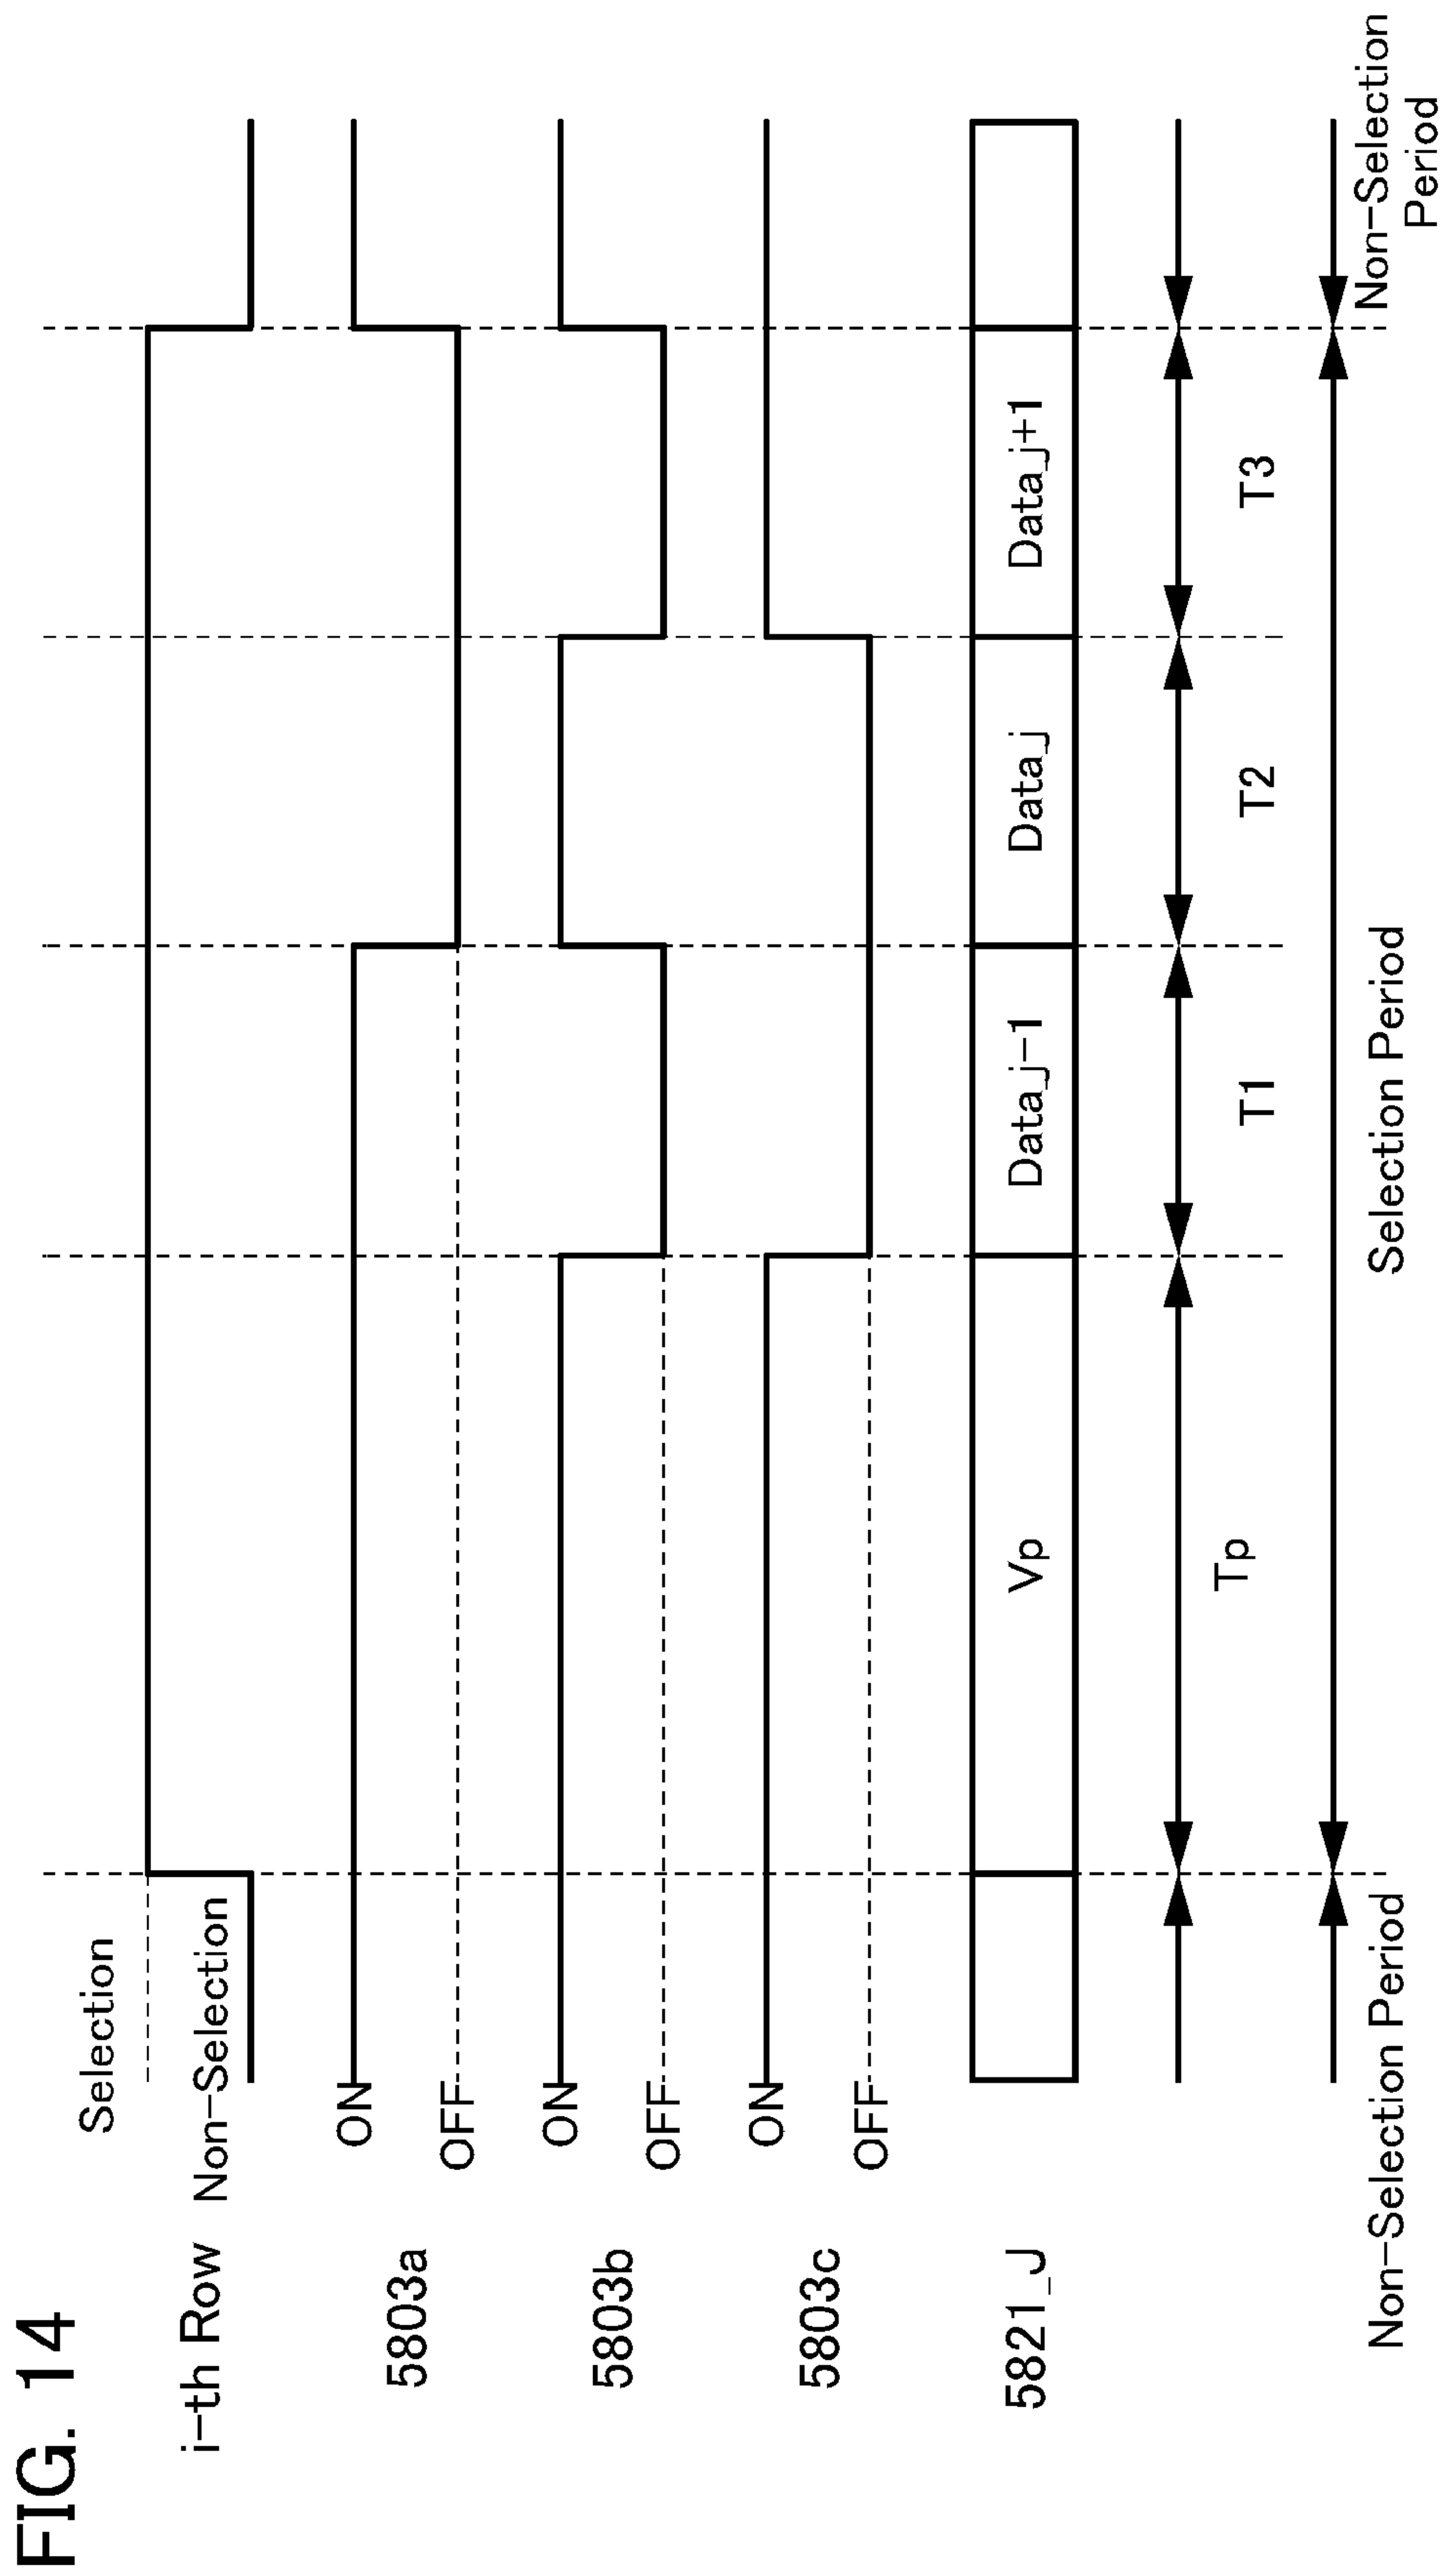 FIG. 14
Selection
i-th Row Non-Selection
ON
5803a
OFF
ON
5803b
OFF
ON
5803c
OFF
5821_J Vp Data_j-1 Data_j Data_j+1
Tp T1 T2 T3
Non-Selection Period Selection Period Non-Selection
Period